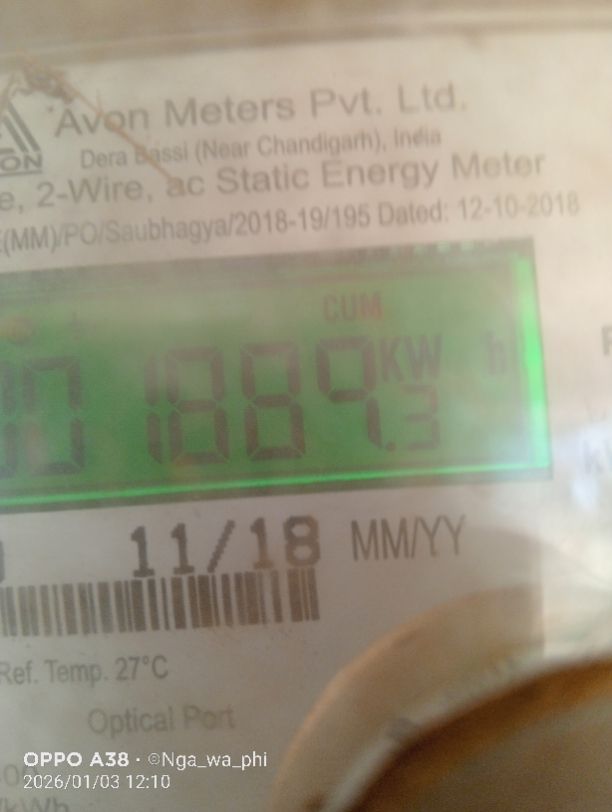 Avon Meters Pvt. Ltd.
Dera Bassi (Near Chandigarh), India
2-Wire, ac Static Energy Meter
(MM)/PO/Saubhagya/2018-19/195 Dated: 12-10-2018
CUM
001889.3 KW h
11/18 MM/YY
Ref. Temp. 27°C
Optical Port
OPPO A38 · ©Nga_wa_phi
2026/01/03 12:10
/kWh